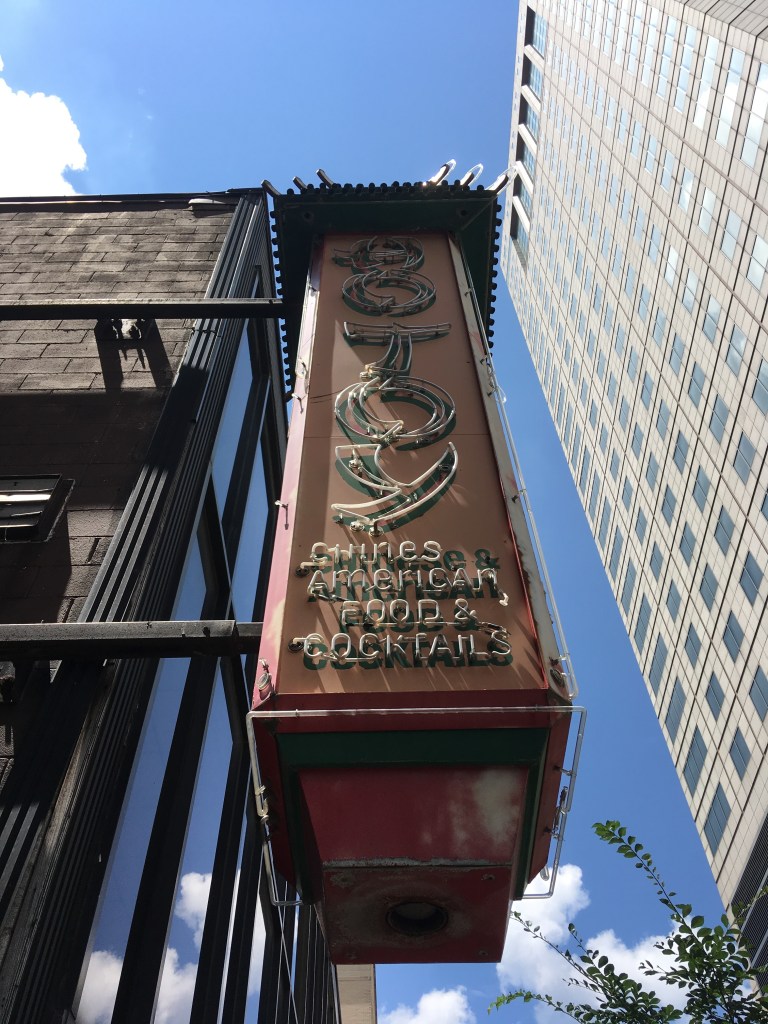 CHINESE &
AMERICAN
FOOD &
COCKTAILS